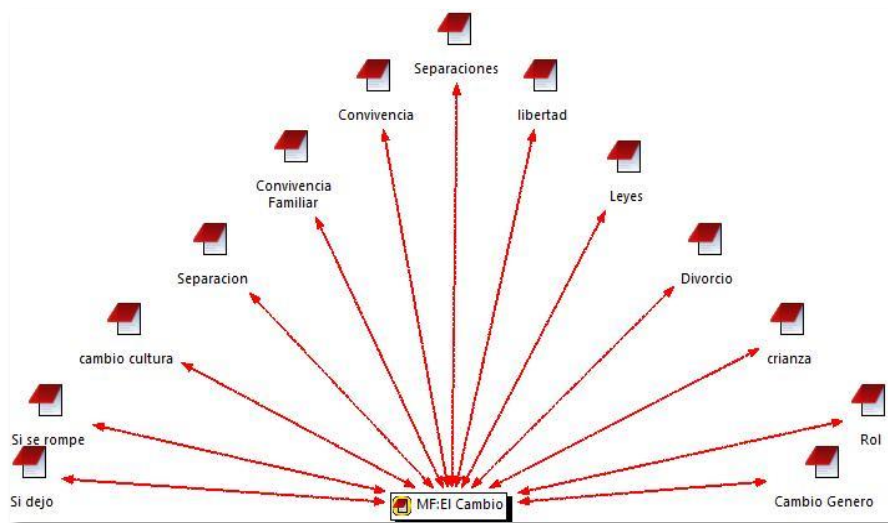 Separaciones
Convivencia
libertad
Convivencia
Familiar
Leyes
Separacion
Divorcio
cambio cultura
crianza
Si se rompe
Rol
Si dejo
MF:El Cambio
Cambio Genero